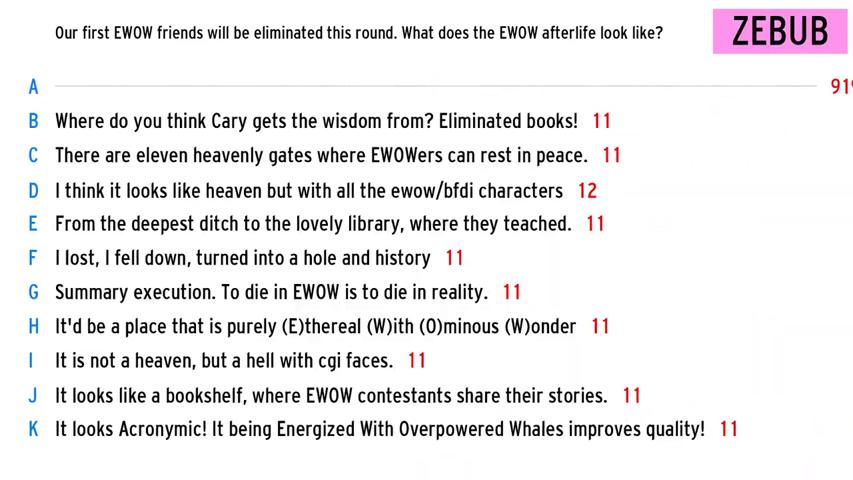 Our first EWOW friends will be eliminated this round. What does the EWOW afterlife look like?
ZEBUB
A 919
B Where do you think Cary gets the wisdom from? Eliminated books! 11
C There are eleven heavenly gates where EWOWers can rest in peace. 11
D I think it looks like heaven but with all the ewow/bfdi characters 12
E From the deepest ditch to the lovely library, where they teached. 11
F I lost, I fell down, turned into a hole and history 11
G Summary execution. To die in EWOW is to die in reality. 11
H It'd be a place that is purely (E)thereal (W)ith (O)minous (W)onder 11
I It is not a heaven, but a hell with cgi faces. 11
J It looks like a bookshelf, where EWOW contestants share their stories. 11
K It looks Acronymic! It being Energized With Overpowered Whales improves quality! 11